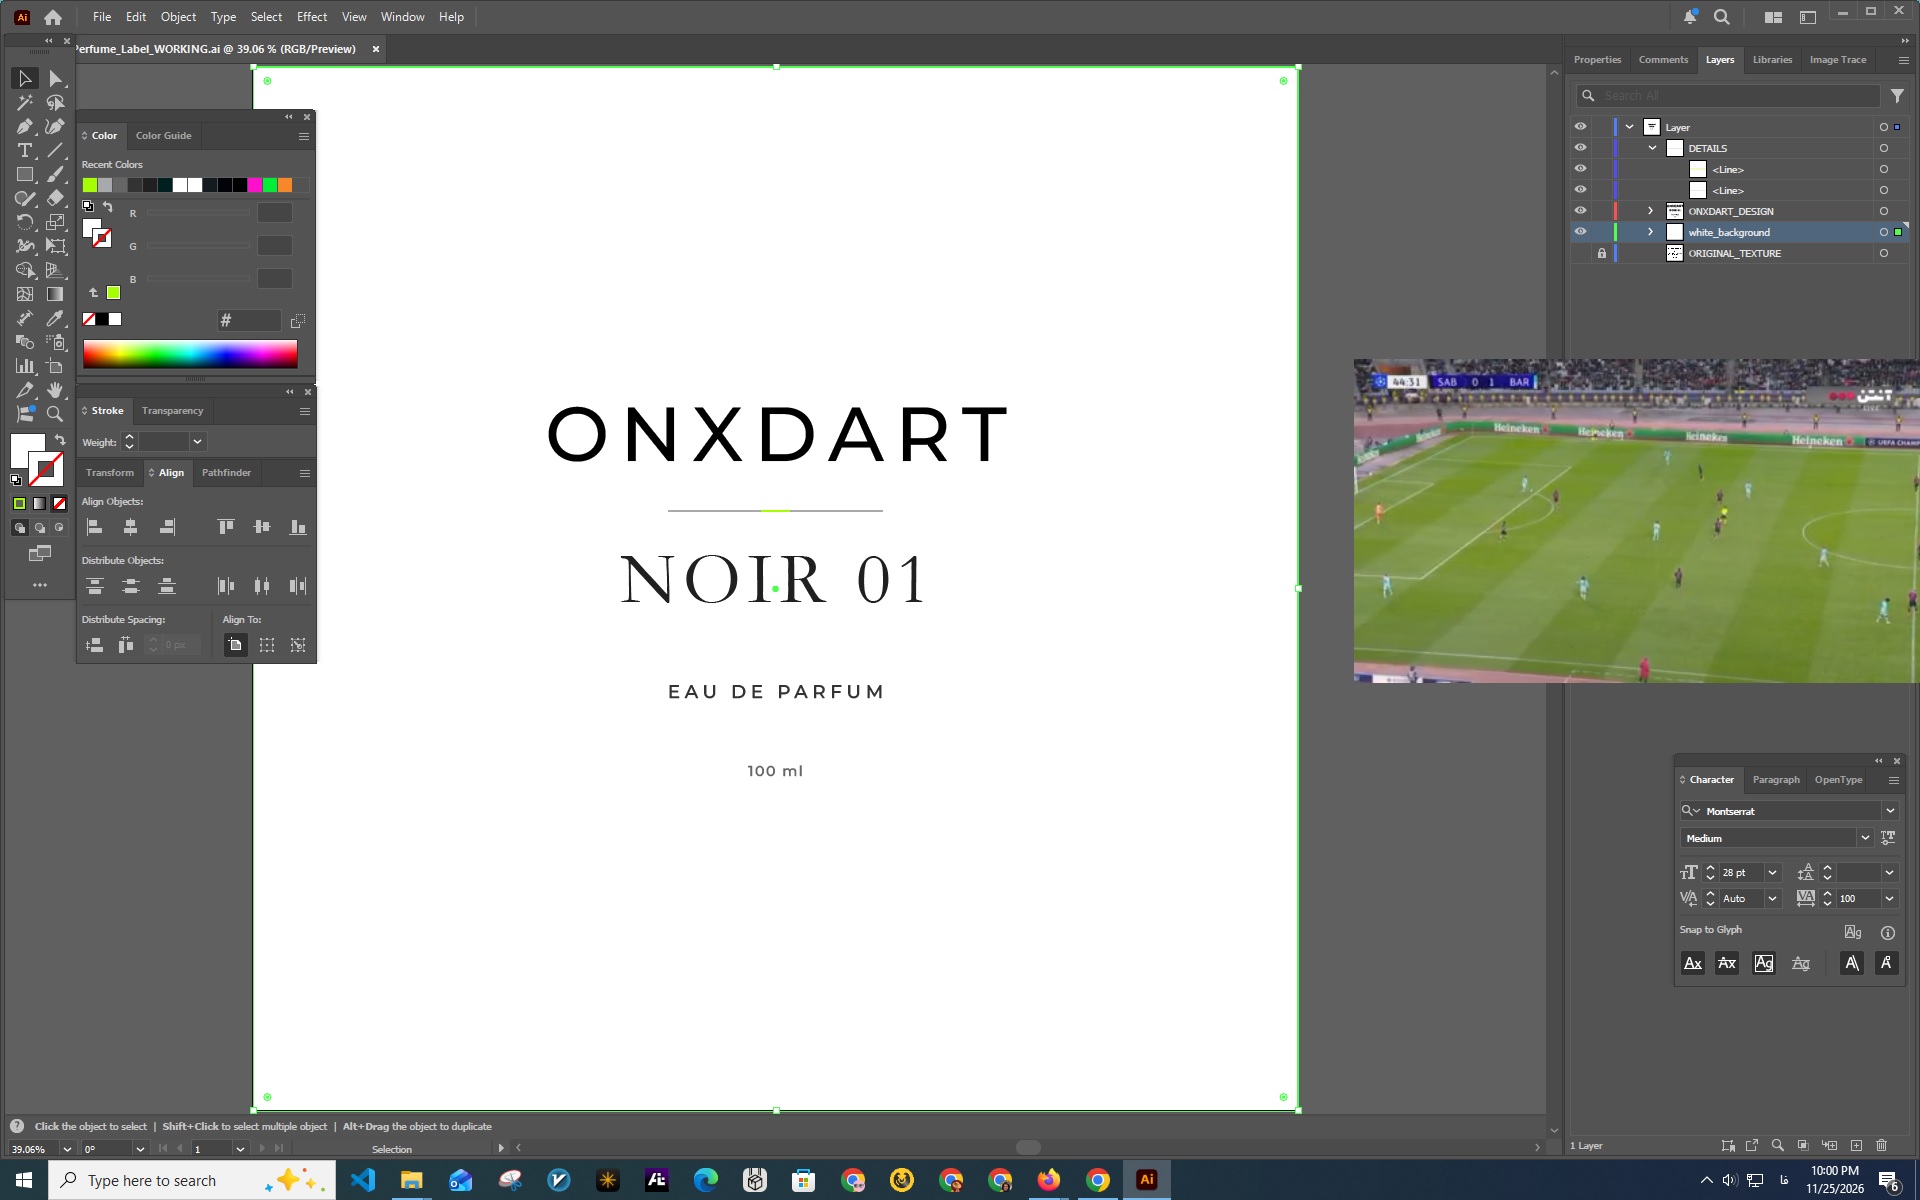 File Edit Object Type Select Effect View Window Help
Perfume_Label_WORKING.ai @ 39.06 % (RGB/Preview)
Properties Comments Layers Libraries Image Trace
Search All
Layer
DETAILS
<Line>
<Line>
ONXDART_DESIGN
white_background
ORIGINAL_TEXTURE
Color Color Guide
Recent Colors
R
G
B
#
Stroke Transparency
Weight:
Transform Align Pathfinder
Align Objects:
Distribute Objects:
Distribute Spacing: Align To:
0 px
ONXDART
NOIR 01
EAU DE PARFUM
100 ml
44:31 SAB 0 1 BAR
Heineken Heineken Heineken Heineken
Character Paragraph OpenType
Montserrat
Medium
28 pt
Auto 100
Snap to Glyph
Click the object to select | Shift+Click to select multiple object | Alt+Drag the object to duplicate
39.06% 0° 1 Selection
1 Layer
Type here to search
10:00 PM
11/25/2026
6